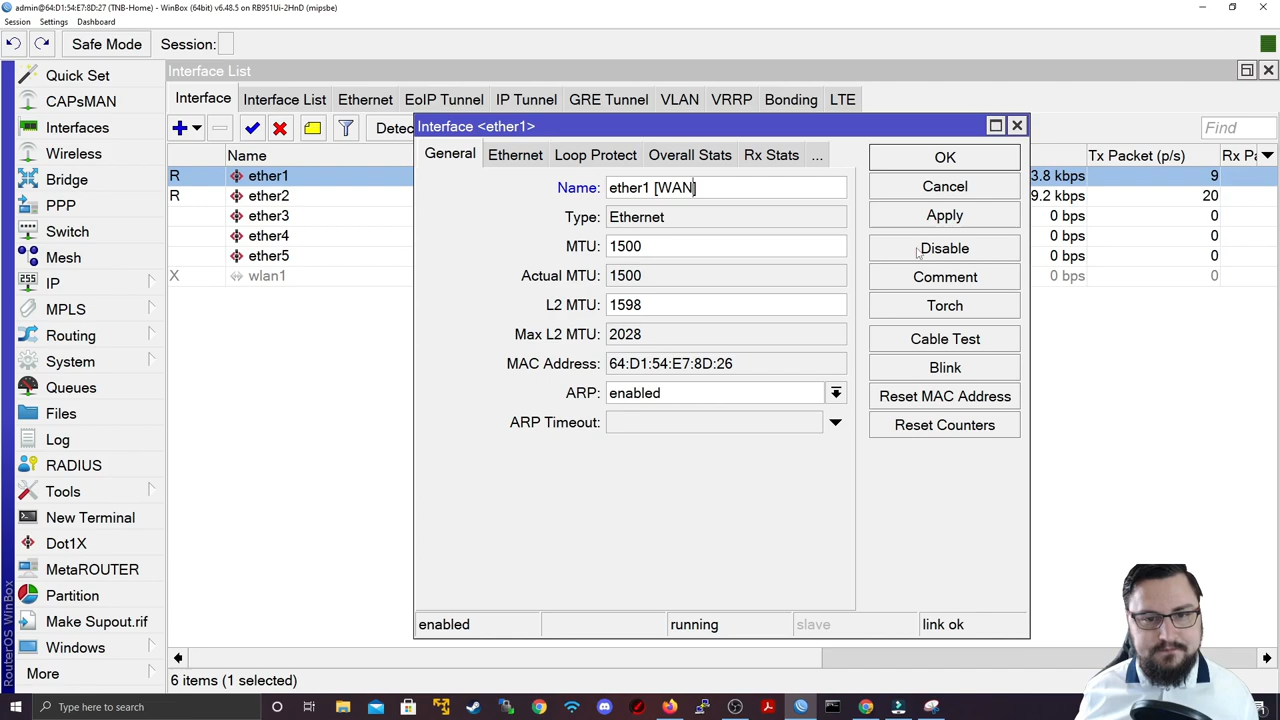 admin@64:D1:54:E7:8D:27 (TNB-Home) - WinBox (64bit) v6.48.5 on RB951Ui-2HnD (mipsbe)
Session Settings Dashboard
Safe Mode Session:
Interface List
Interface Interface List Ethernet EoIP Tunnel IP Tunnel GRE Tunnel VLAN VRRP Bonding LTE
Detec Find
Name Tx Packet (p/s) Rx Pa
R ether1 3.8 kbps 9
R ether2 9.2 kbps 20
ether3 0 bps 0
ether4 0 bps 0
ether5 0 bps 0
X wlan1 0 bps 0
Quick Set
CAPsMAN
Interfaces
Wireless
Bridge
PPP
Switch
Mesh
255
IP
MPLS
Routing
System
Queues
Files
Log
RADIUS
Tools
New Terminal
Dot1X
MetaROUTER
Partition
Make Supout.rif
Windows
More
RouterOS WinBox
Interface <ether1>
General Ethernet Loop Protect Overall Stats Rx Stats ...
Name: ether1 [WAN]
Type: Ethernet
MTU: 1500
Actual MTU: 1500
L2 MTU: 1598
Max L2 MTU: 2028
MAC Address: 64:D1:54:E7:8D:26
ARP: enabled
ARP Timeout:
OK
Cancel
Apply
Disable
Comment
Torch
Cable Test
Blink
Reset MAC Address
Reset Counters
enabled running slave link ok
6 items (1 selected)
Type here to search